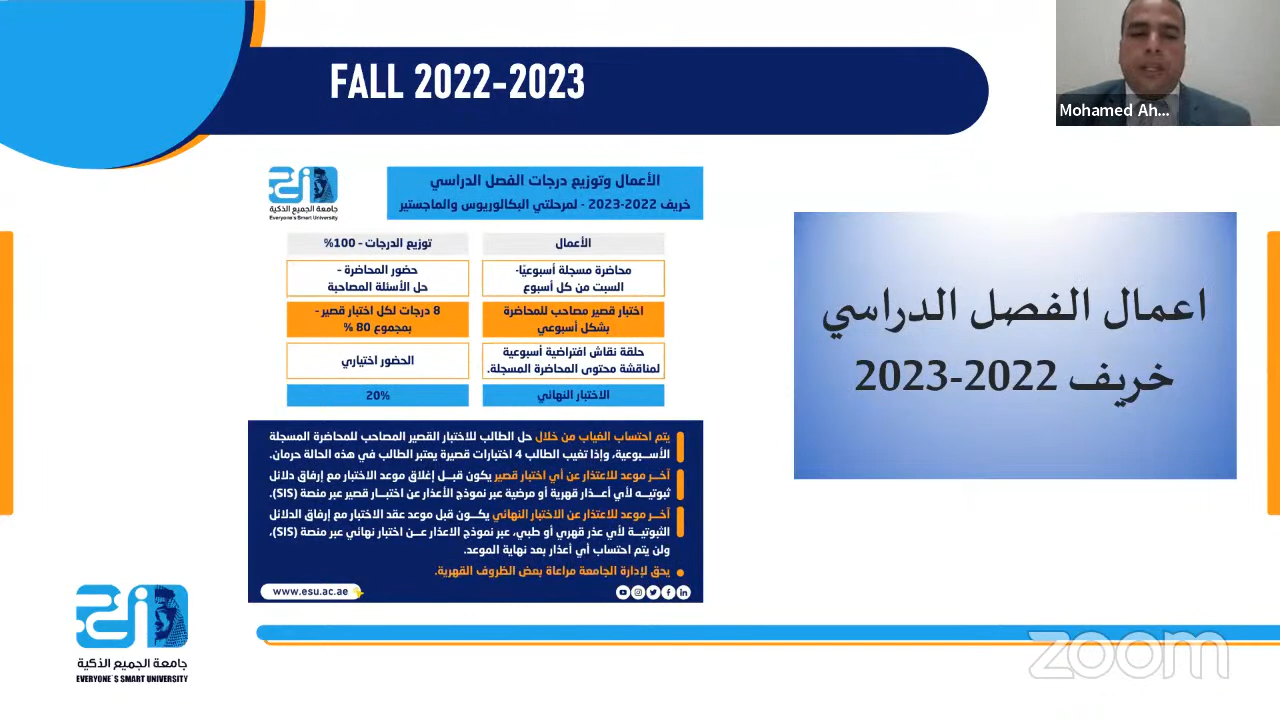 FALL 2022-2023
Mohamed Ah...
جامعة الجميع الذكية
Everyone's Smart University
الأعمال وتوزيع درجات الفصل الدراسي
خريف 2022-2023 - لمرحلتي البكالوريوس والماجستير
الأعمال
توزيع الدرجات - 100%
محاضرة مسجلة أسبوعيًا-
السبت من كل أسبوع
حضور المحاضرة -
حل الأسئلة المصاحبة
اختبار قصير مصاحب للمحاضرة
بشكل أسبوعي
8 درجات لكل اختبار قصير -
بمجموع 80 %
حلقة نقاش افتراضية أسبوعية
لمناقشة محتوى المحاضرة المسجلة.
الحضور اختياري
الاختبار النهائي
20%
يتم احتساب الغياب من خلال حل الطالب للاختبار القصير المصاحب للمحاضرة المسجلة
الأسبوعية، وإذا تغيب الطالب 4 اختبارات قصيرة يعتبر الطالب في هذه الحالة حرمان.
آخر موعد للاعتذار عن أي اختبار قصير يكون قبل إغلاق موعد الاختبار مع إرفاق دلائل
ثبوتيه لأي أعذار قهرية أو مرضية عبر نموذج الأعذار عن اختبار قصير عبر منصة (SIS).
آخر موعد للاعتذار عن الاختبار النهائي يكون قبل موعد عقد الاختبار مع إرفاق الدلائل
الثبوتية لأي عذر قهري أو طبي، عبر نموذج الاعذار عن اختبار نهائي عبر منصة (SIS)،
ولن يتم احتساب أي أعذار بعد نهاية الموعد.
يحق لإدارة الجامعة مراعاة بعض الظروف القهرية.
www.esu.ac.ae
اعمال الفصل الدراسي
خريف 2022-2023
جامعة الجميع الذكية
EVERYONE'S SMART UNIVERSITY
zoom